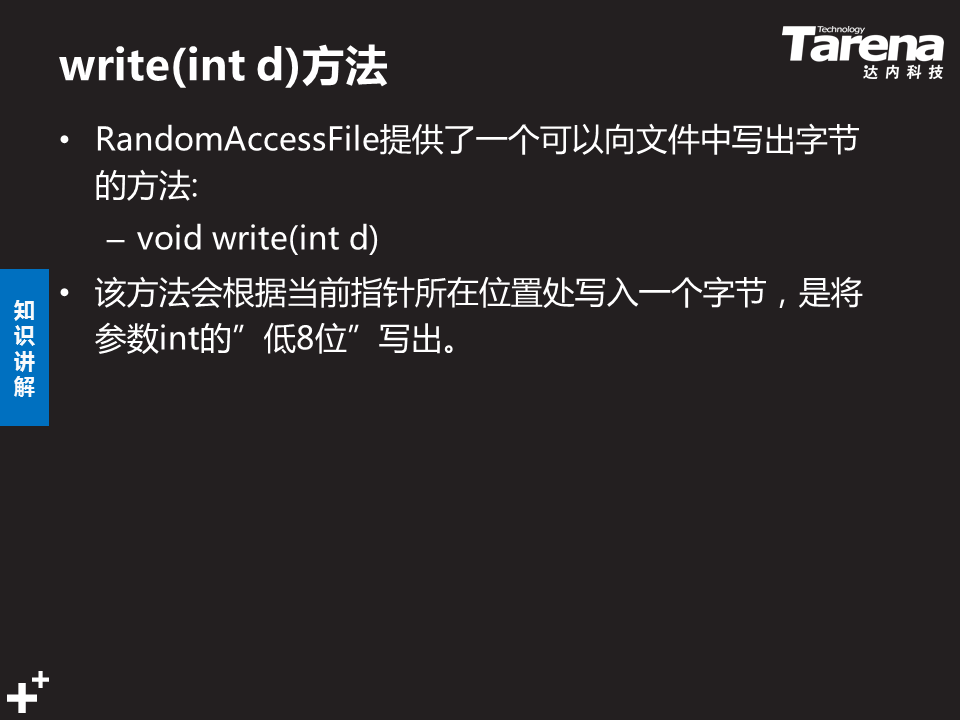 write(int d)方法
Technology
Tarena
达内科技
• RandomAccessFile提供了一个可以向文件中写出字节
的方法:
– void write(int d)
• 该方法会根据当前指针所在位置处写入一个字节，是将
参数int的”低8位”写出。
知
识
讲
解